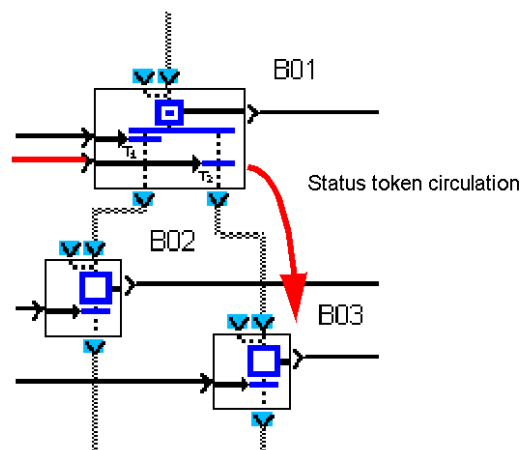 B01
T1
T2
Status token circulation
B02
B03